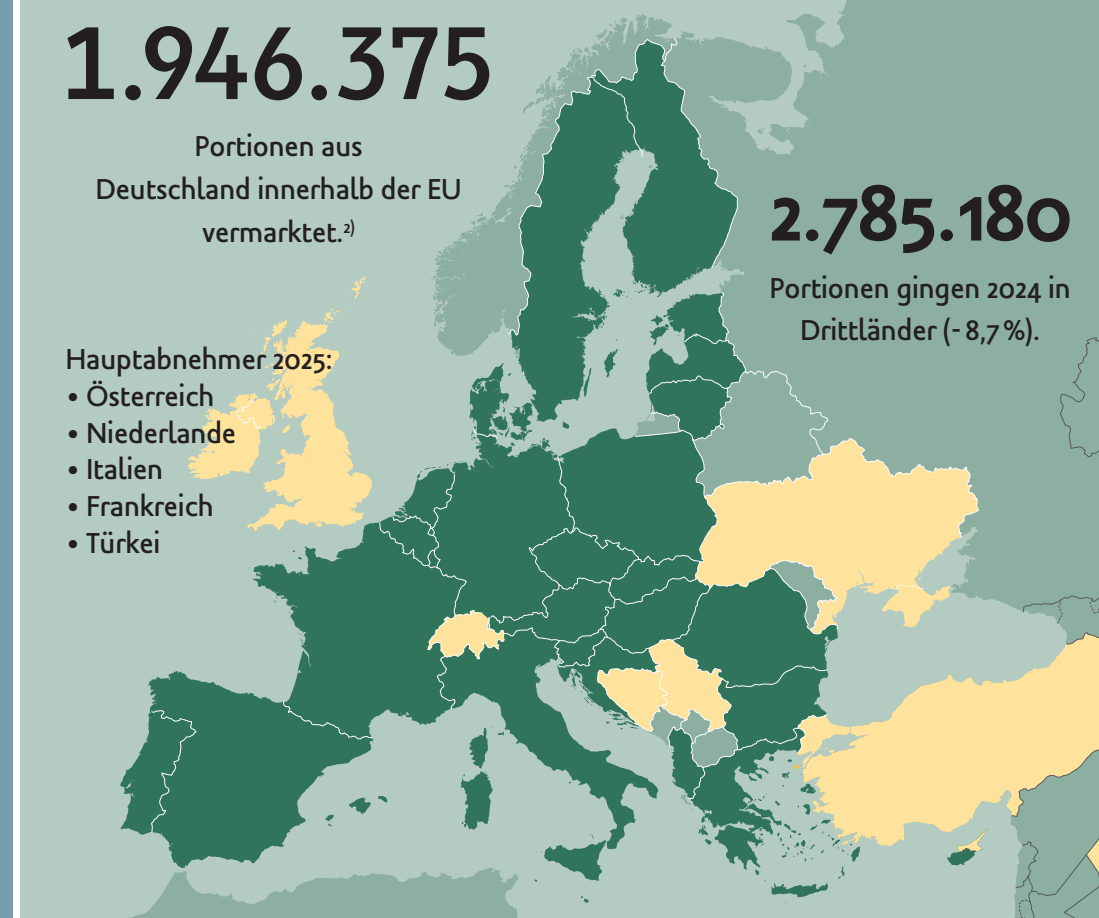 1.946.375
Portionen aus
Deutschland innerhalb der EU
vermarktet.²⁾
2.785.180
Portionen gingen 2024 in
Drittländer (- 8,7 %).
Hauptabnehmer 2025:
• Österreich
• Niederlande
• Italien
• Frankreich
• Türkei